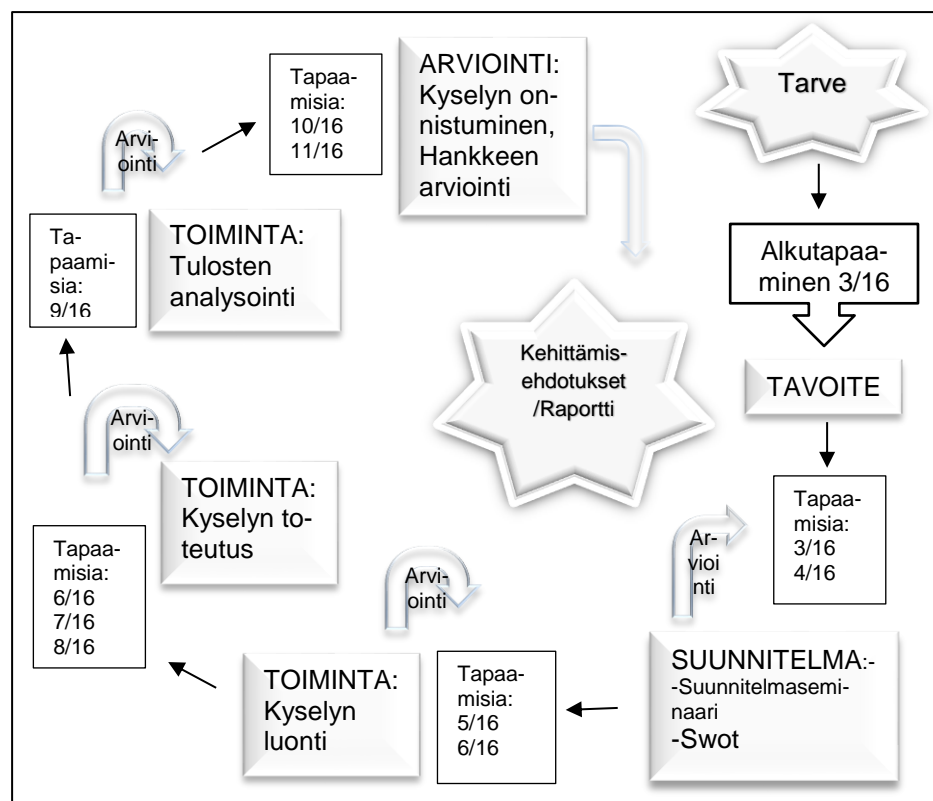 Tarve
Alkutapaa-
minen 3/16
TAVOITE
Tapaa-
misia:
3/16
4/16
Ar-
vioi
nti
SUUNNITELMA:-
-Suunnitelmasemi-
naari
-Swot
Tapaa-
misia:
5/16
6/16
Arvi-
ointi
TOIMINTA:
Kyselyn
luonti
Tapaa-
misia:
6/16
7/16
8/16
TOIMINTA:
Kyselyn to-
teutus
Arvi-
ointi
Ta-
paami-
sia:
9/16
TOIMINTA:
Tulosten
analysointi
Arvi-
ointi
Tapaa-
misia:
10/16
11/16
ARVIOINTI:
Kyselyn on-
nistuminen,
Hankkeen
arviointi
Kehittämis-
ehdotukset
/Raportti